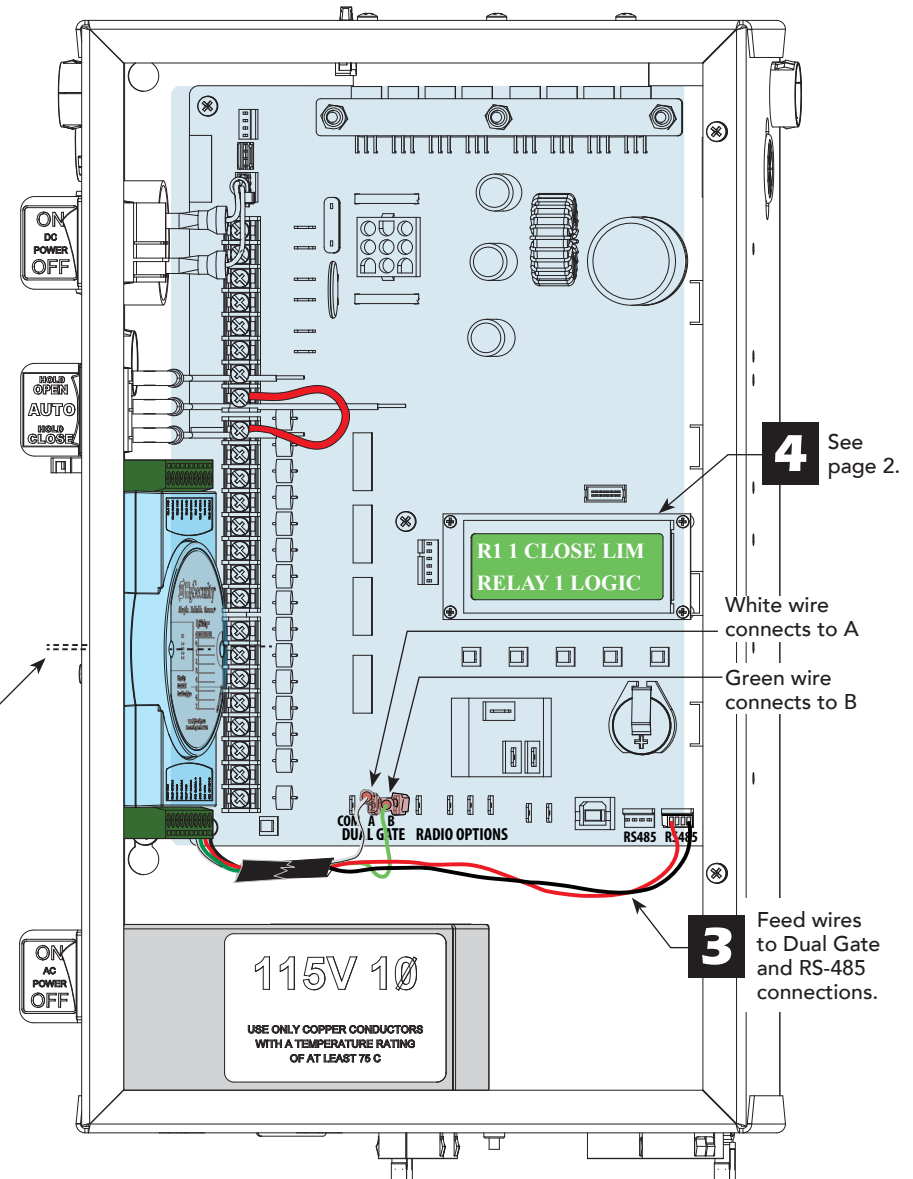 ON
DC
POWER
OFF
HOLD
OPEN
AUTO
HOLD
CLOSE
4
See
page 2.
R1 1 CLOSE LIM
RELAY 1 LOGIC
White wire
connects to A
Green wire
connects to B
COM A B
DUAL GATE RADIO OPTIONS
RS485 RS485
3
Feed wires
to Dual Gate
and RS-485
connections.
ON
AC
POWER
OFF
115V 1Ø
USE ONLY COPPER CONDUCTORS
WITH A TEMPERATURE RATING
OF AT LEAST 75 C